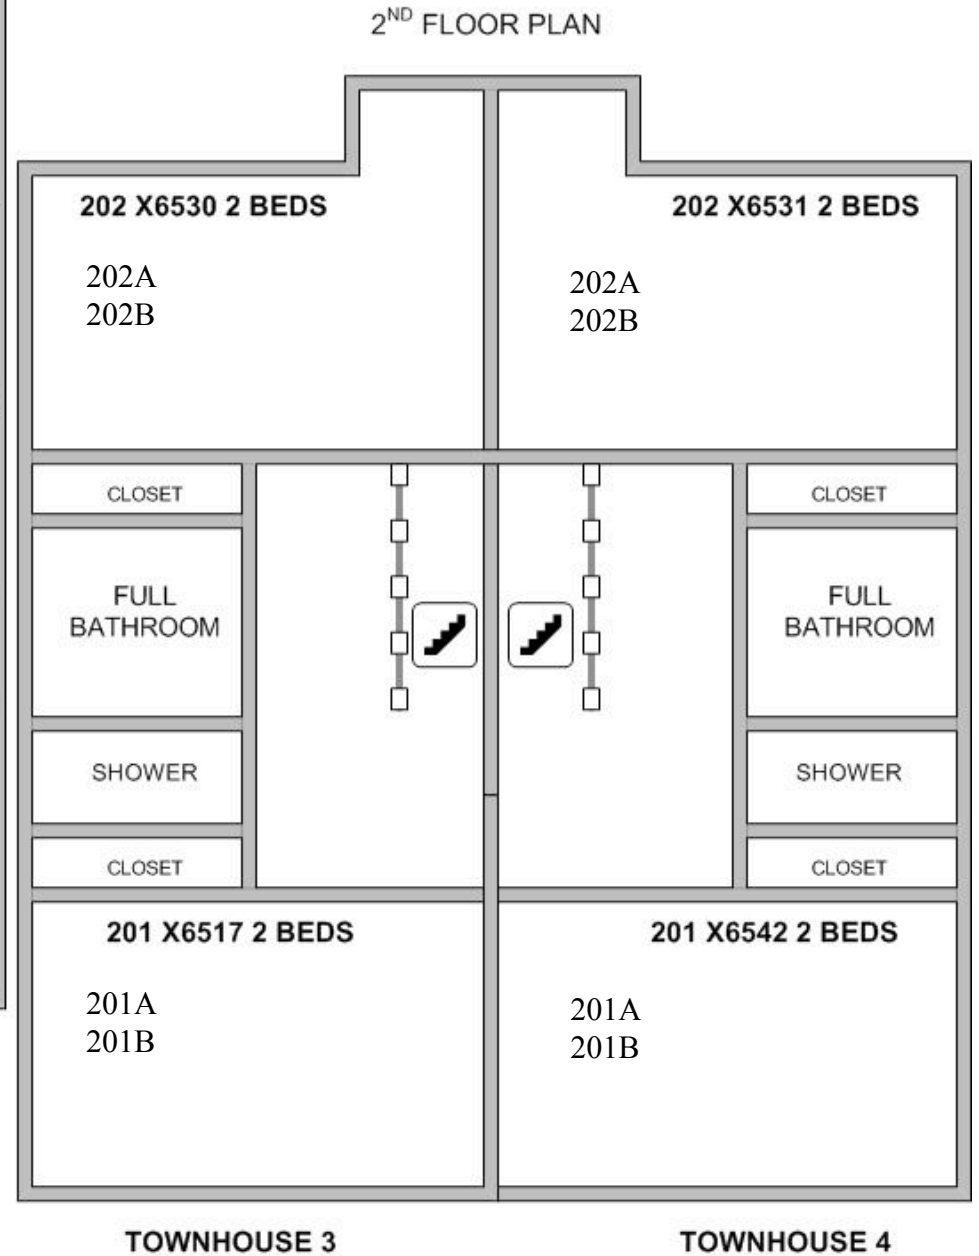 2ND FLOOR PLAN
202 X6530 2 BEDS
202A
202B
202 X6531 2 BEDS
202A
202B
CLOSET
FULL
BATHROOM
SHOWER
CLOSET
CLOSET
FULL
BATHROOM
SHOWER
CLOSET
201 X6517 2 BEDS
201A
201B
201 X6542 2 BEDS
201A
201B
TOWNHOUSE 3
TOWNHOUSE 4